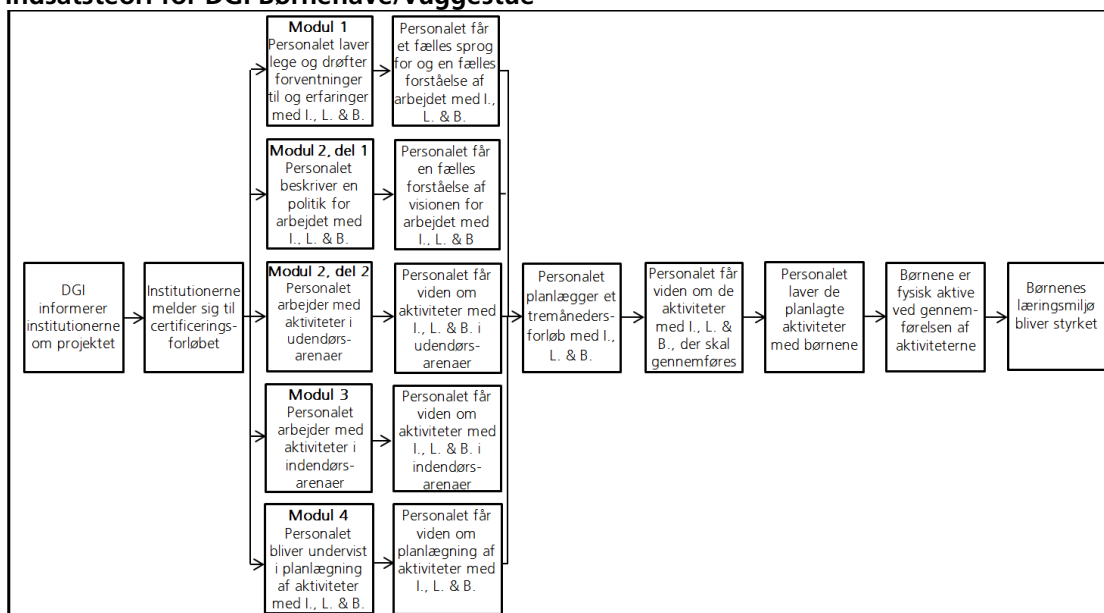 Indsatsteori for DGI Børnehave/Vuggestue
Modul 1
Personalet laver
lege og drøfter
forventninger
til og erfaringer
med I., L. & B.
Personalet får
et fælles sprog
for og en fælles
forståelse af
arbejdet med I.,
L. & B.
Modul 2, del 1
Personalet
beskriver en
politik for
arbejdet med
I., L. & B.
Personalet får
en fælles
forståelse af
visionen for
arbejdet med
I., L. & B
DGI
informerer
institutionerne
om projektet
Institutionerne
melder sig til
certificerings-
forløbet
Modul 2, del 2
Personalet
arbejder med
aktiviteter i
udendørs-
arenaer
Personalet får
viden om
aktiviteter med
I., L. & B. i
udendørs-
arenaer
Personalet
planlægger et
tremåneders-
forløb med I.,
L. & B.
Personalet får
viden om de
aktiviteter
med I., L. &
B., der skal
gennemføres
Personalet
laver de
planlagte
aktiviteter
med børnene
Børnene er
fysisk aktive
ved gennem-
førelsen af
aktiviteterne
Børnenes
læringsmiljø
bliver styrket
Modul 3
Personalet
arbejder med
aktiviteter i
indendørs-
arenaer
Personalet får
viden om
aktiviteter med
I., L. & B. i
indendørs-
arenaer
Modul 4
Personalet
bliver undervist
i planlægning
af aktiviteter
med I., L. & B.
Personalet får
viden om
planlægning af
aktiviteter med
I., L. & B.